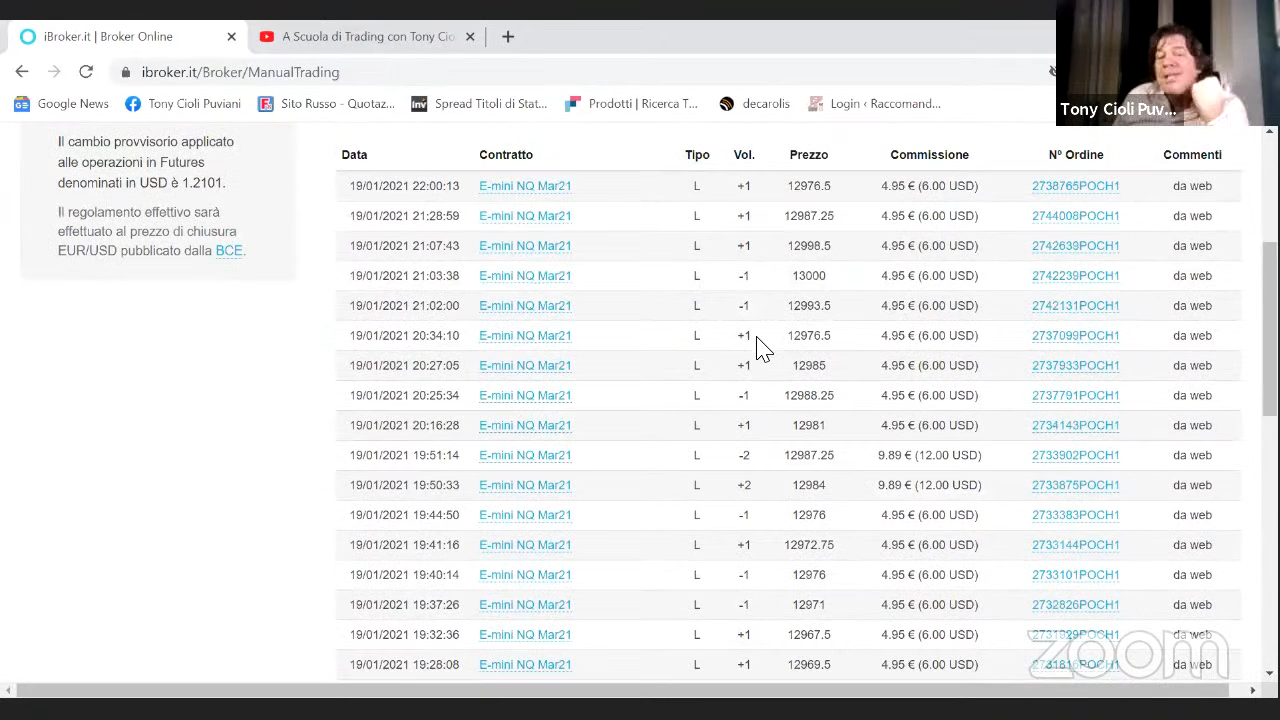 iBroker.it | Broker Online
A Scuola di Trading con Tony Cio
ibroker.it/Broker/ManualTrading
Google News
Tony Cioli Puviani
Sito Russo - Quotaz...
Spread Titoli di Stat...
Prodotti | Ricerca T...
decarolis
Login ‹ Raccomand...
Tony Cioli Puv...
Il cambio provvisorio applicato
alle operazioni in Futures
denominati in USD è 1.2101.
Il regolamento effettivo sarà
effettuato al prezzo di chiusura
EUR/USD pubblicato dalla BCE.
Data Contratto Tipo Vol. Prezzo Commissione Nº Ordine Commenti
19/01/2021 22:00:13 E-mini NQ Mar21 L +1 12976.5 4.95 € (6.00 USD) 2738765POCH1 da web
19/01/2021 21:28:59 E-mini NQ Mar21 L +1 12987.25 4.95 € (6.00 USD) 2744008POCH1 da web
19/01/2021 21:07:43 E-mini NQ Mar21 L +1 12998.5 4.95 € (6.00 USD) 2742639POCH1 da web
19/01/2021 21:03:38 E-mini NQ Mar21 L -1 13000 4.95 € (6.00 USD) 2742239POCH1 da web
19/01/2021 21:02:00 E-mini NQ Mar21 L -1 12993.5 4.95 € (6.00 USD) 2742131POCH1 da web
19/01/2021 20:34:10 E-mini NQ Mar21 L +1 12976.5 4.95 € (6.00 USD) 2737099POCH1 da web
19/01/2021 20:27:05 E-mini NQ Mar21 L +1 12985 4.95 € (6.00 USD) 2737933POCH1 da web
19/01/2021 20:25:34 E-mini NQ Mar21 L -1 12988.25 4.95 € (6.00 USD) 2737791POCH1 da web
19/01/2021 20:16:28 E-mini NQ Mar21 L +1 12981 4.95 € (6.00 USD) 2734143POCH1 da web
19/01/2021 19:51:14 E-mini NQ Mar21 L -2 12987.25 9.89 € (12.00 USD) 2733902POCH1 da web
19/01/2021 19:50:33 E-mini NQ Mar21 L +2 12984 9.89 € (12.00 USD) 2733875POCH1 da web
19/01/2021 19:44:50 E-mini NQ Mar21 L -1 12976 4.95 € (6.00 USD) 2733383POCH1 da web
19/01/2021 19:41:16 E-mini NQ Mar21 L +1 12972.75 4.95 € (6.00 USD) 2733144POCH1 da web
19/01/2021 19:40:14 E-mini NQ Mar21 L -1 12976 4.95 € (6.00 USD) 2733101POCH1 da web
19/01/2021 19:37:26 E-mini NQ Mar21 L -1 12971 4.95 € (6.00 USD) 2732826POCH1 da web
19/01/2021 19:32:36 E-mini NQ Mar21 L +1 12967.5 4.95 € (6.00 USD) da web
19/01/2021 19:28:08 E-mini NQ Mar21 L +1 12969.5 4.95 € (6.00 USD) da web
zoom